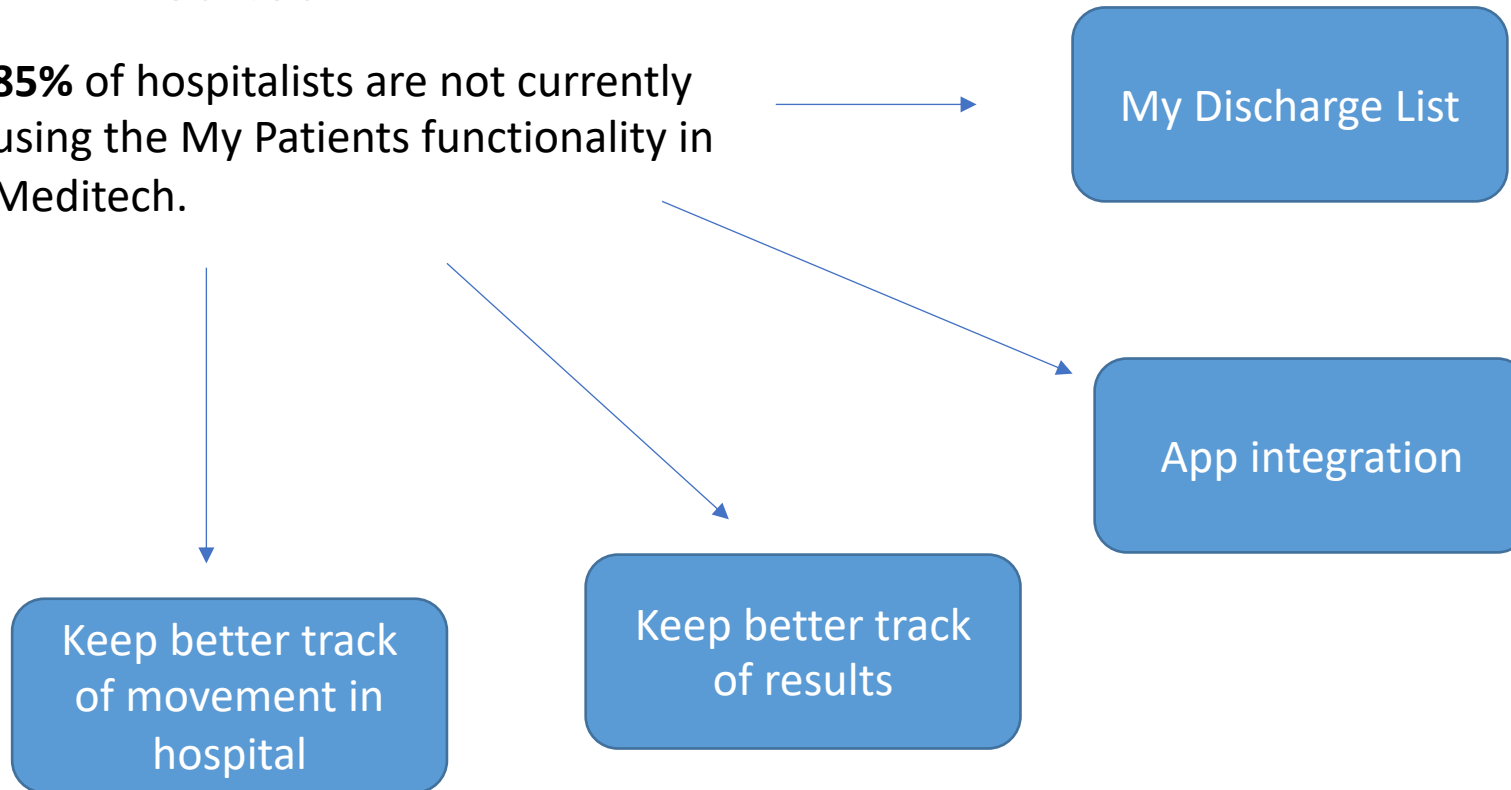 85% of hospitalists are not currently
using the My Patients functionality in
Meditech.
My Discharge List
App integration
Keep better track
of results
Keep better track
of movement in
hospital